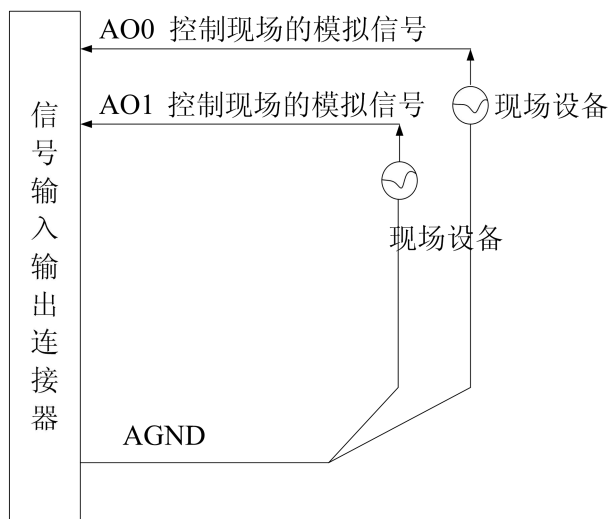 AO0 控制现场的模拟信号
现场设备
AO1 控制现场的模拟信号
现场设备
信号输入输出连接器
AGND